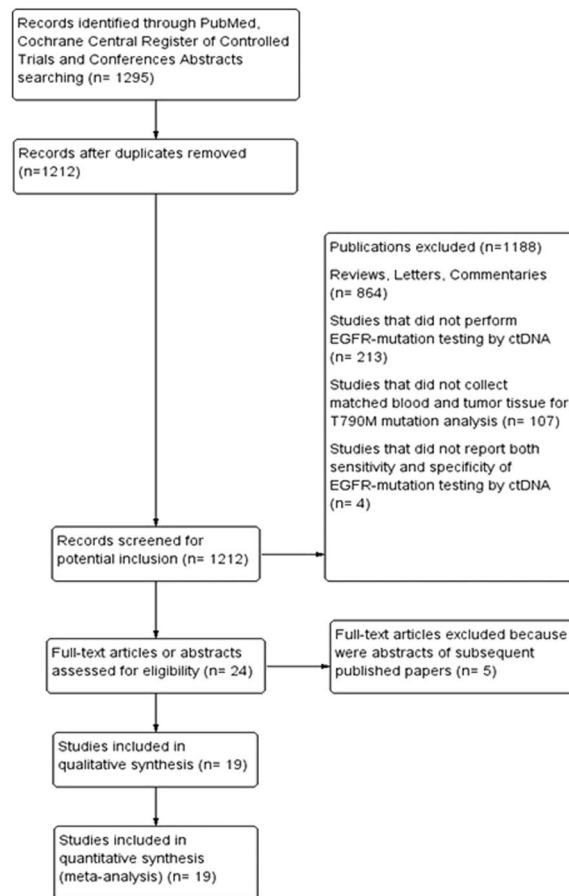 Records identified through PubMed,
Cochrane Central Register of Controlled
Trials and Conferences Abstracts
searching (n= 1295)
Records after duplicates removed
(n=1212)
Publications excluded (n=1188)
Reviews, Letters, Commentaries
(n= 864)
Studies that did not perform
EGFR-mutation testing by ctDNA
(n= 213)
Studies that did not collect
matched blood and tumor tissue for
T790M mutation analysis (n= 107)
Studies that did not report both
sensitivity and specificity of
EGFR-mutation testing by ctDNA
(n= 4)
Records screened for
potential inclusion (n= 1212)
Full-text articles or abstracts
assessed for eligibility (n= 24)
Full-text articles excluded because
were abstracts of subsequent
published papers (n= 5)
Studies included in
qualitative synthesis (n= 19)
Studies included in
quantitative synthesis
(meta-analysis) (n= 19)